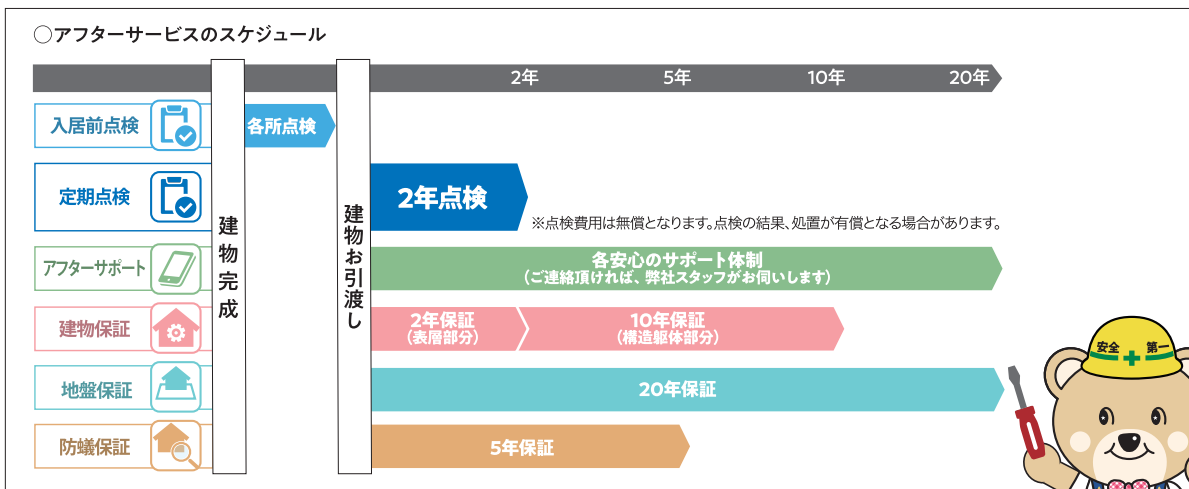 ○アフターサービスのスケジュール
2年 5年 10年 20年
入居前点検
各所点検
定期点検
2年点検
※点検費用は無償となります。点検の結果、処置が有償となる場合があります。
建物完成
建物お引渡し
アフターサポート
各安心のサポート体制
（ご連絡頂ければ、弊社スタッフがお伺いします）
建物保証
2年保証
（表層部分）
10年保証
（構造躯体部分）
地盤保証
20年保証
防蟻保証
5年保証
安全 第一